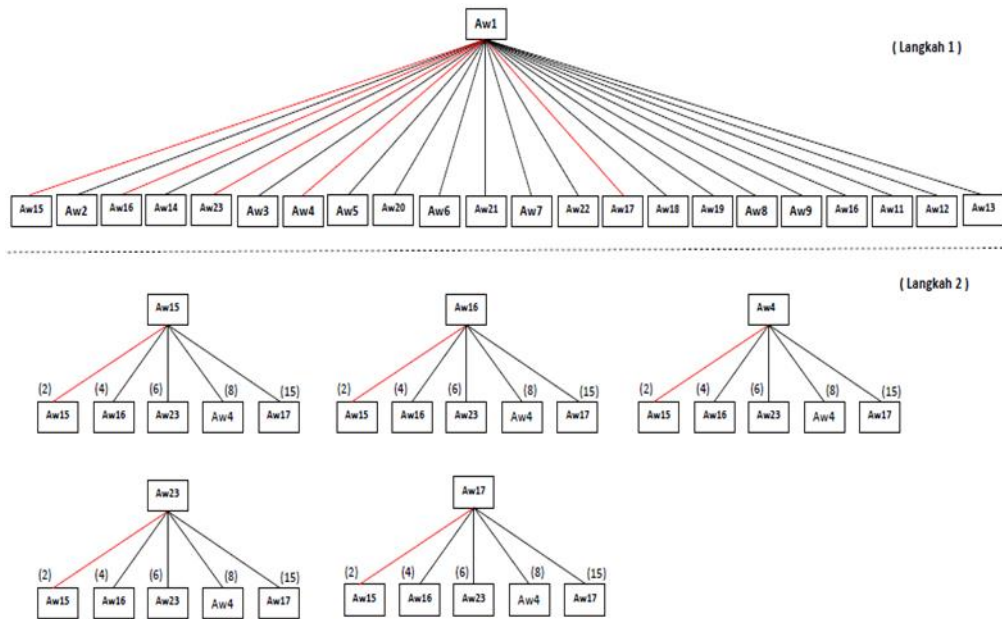 Aw1
( Langkah 1 )
Aw15 Aw2 Aw16 Aw14 Aw23 Aw3 Aw4 Aw5 Aw20 Aw6 Aw21 Aw7 Aw22 Aw17 Aw18 Aw19 Aw8 Aw9 Aw16 Aw11 Aw12 Aw13
( Langkah 2 )
Aw15 Aw16 Aw4
(2) (4) (6) (8) (15) (2) (4) (6) (8) (15) (2) (4) (6) (8) (15)
Aw15 Aw16 Aw23 Aw4 Aw17 Aw15 Aw16 Aw23 Aw4 Aw17 Aw15 Aw16 Aw23 Aw4 Aw17
Aw23 Aw17
(2) (4) (6) (8) (15) (2) (4) (6) (8) (15)
Aw15 Aw16 Aw23 Aw4 Aw17 Aw15 Aw16 Aw23 Aw4 Aw17